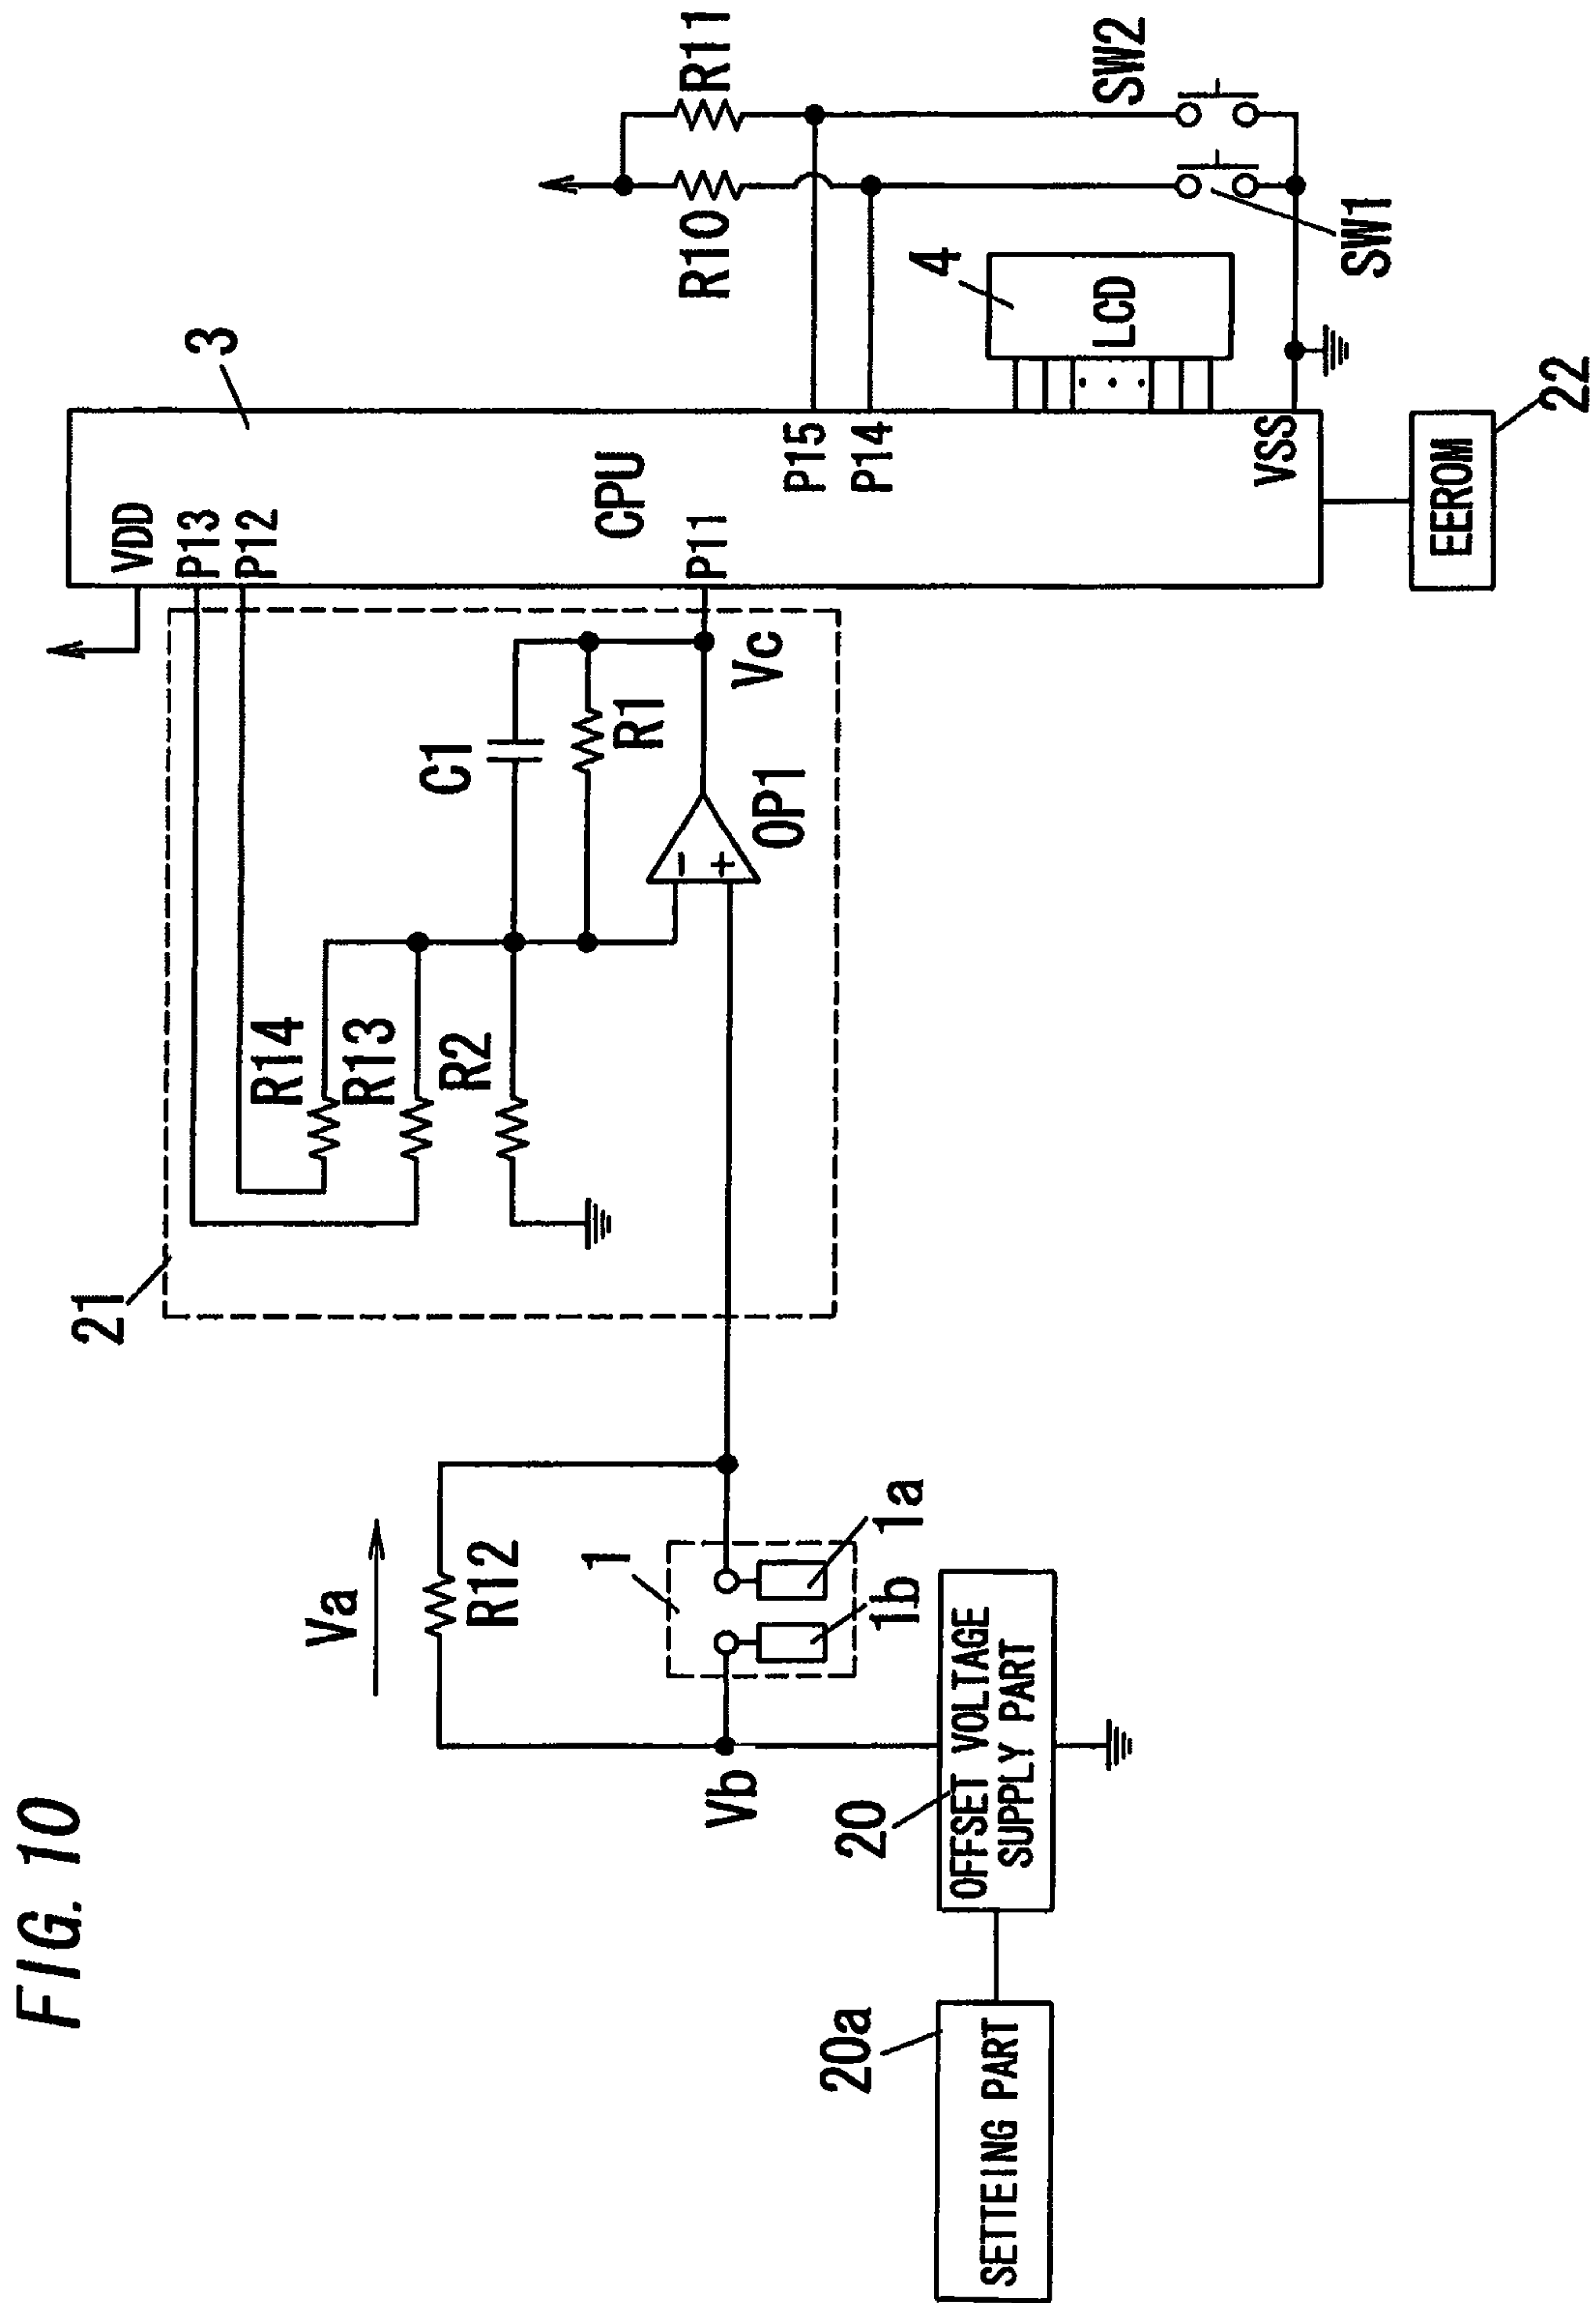 FIG. 10
21
R14
R13
R2
C1
R1
OP1
-
+
Vc
VDD
P13
P12
CPU
P11
P15
P14
VSS
3
R10
R11
4
LCD
SW1
SW2
EEROM
22
Va
R12
1
1a
1b
Vb
20
OFFSET VOLTAGE
SUPPLY PART
20a
SETTEING PART